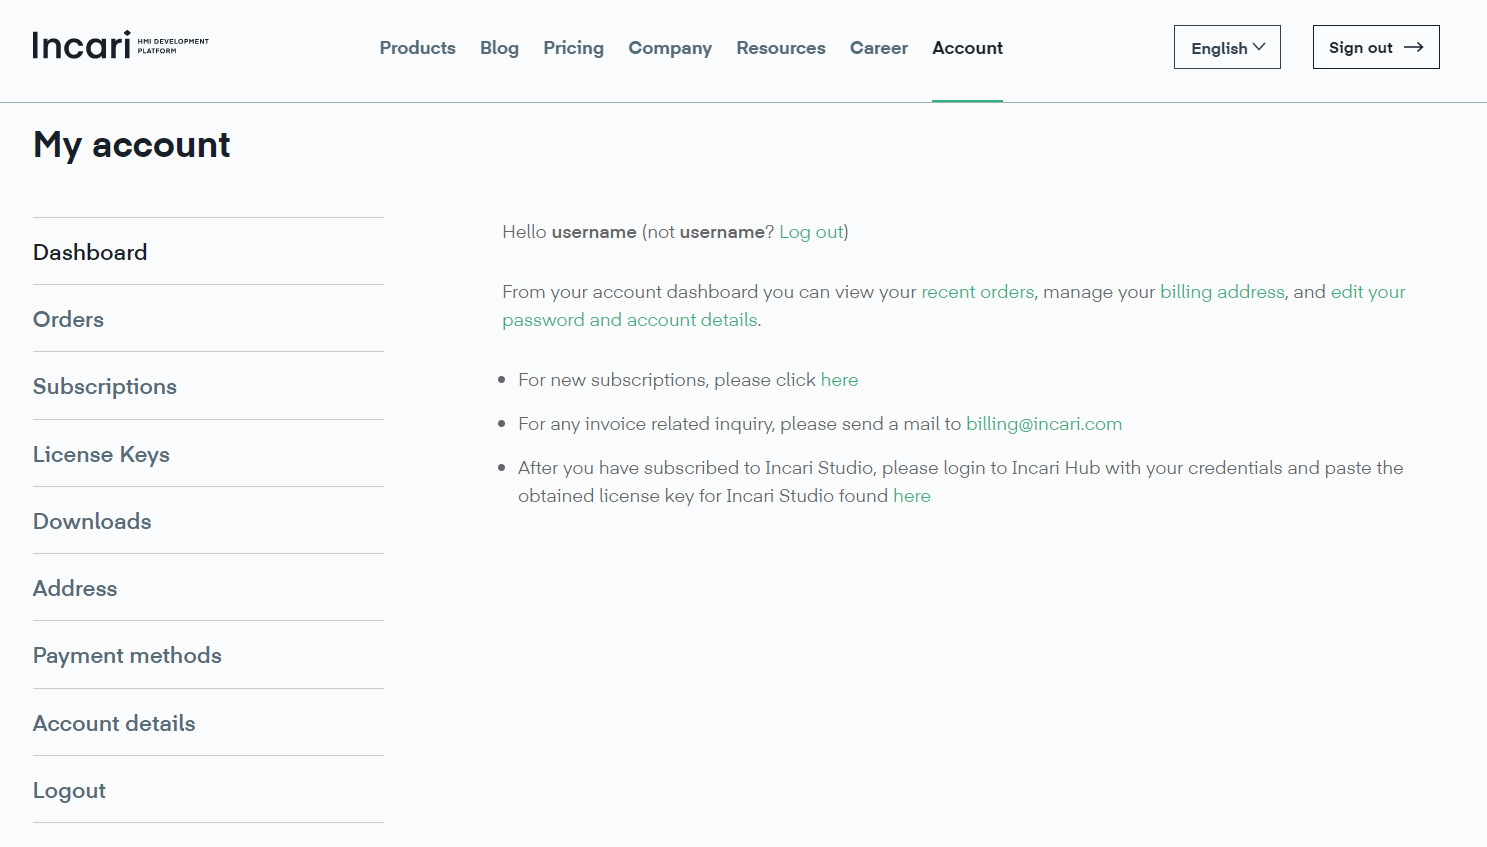 Incari HMI DEVELOPMENT
PLATFORM
Products Blog Pricing Company Resources Career Account
English
Sign out
My account
Dashboard
Orders
Subscriptions
License Keys
Downloads
Address
Payment methods
Account details
Logout
Hello username (not username? Log out)
From your account dashboard you can view your recent orders, manage your billing address, and edit your
password and account details.
For new subscriptions, please click here
For any invoice related inquiry, please send a mail to billing@incari.com
After you have subscribed to Incari Studio, please login to Incari Hub with your credentials and paste the
obtained license key for Incari Studio found here